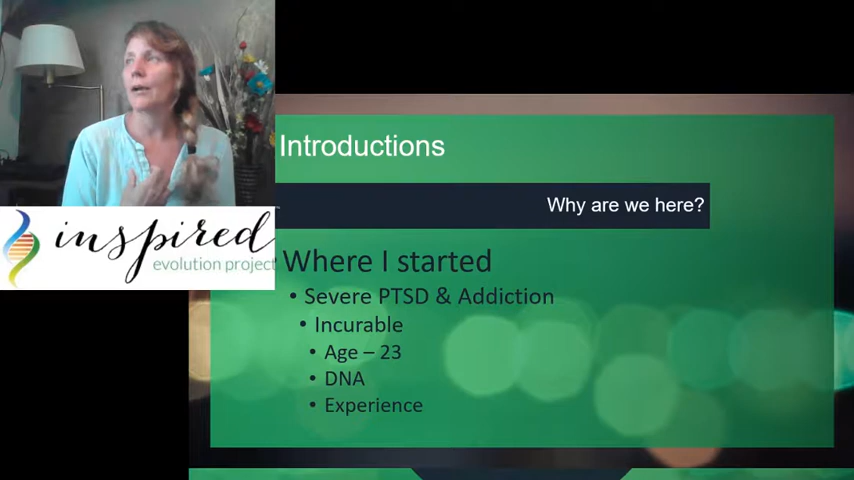 Introductions
Why are we here?
inspired
evolution project
Where I started
• Severe PTSD & Addiction
• Incurable
• Age – 23
• DNA
• Experience